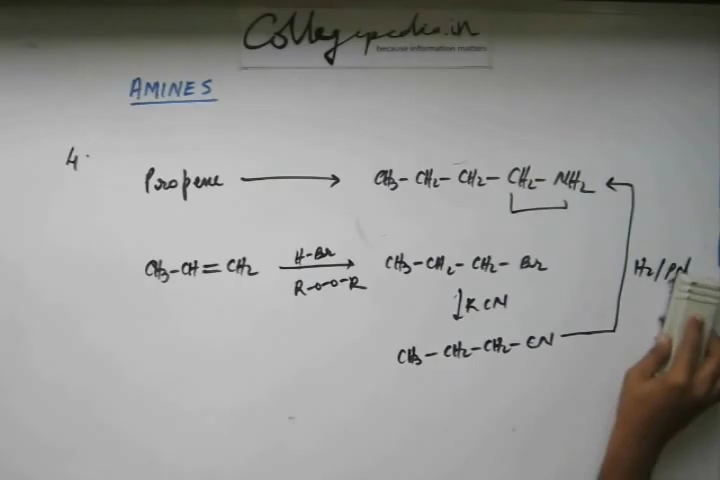 Collegepedia.in
because information matters
AMINES
4.
Propene ⟶ CH3-CH2-CH2-CH2-NH2
CH3-CH=CH2 H-Br R-O-O-R ⟶ CH3-CH2-CH2-Br
↓ KCN
H2/
CH3-CH2-CH2-CN